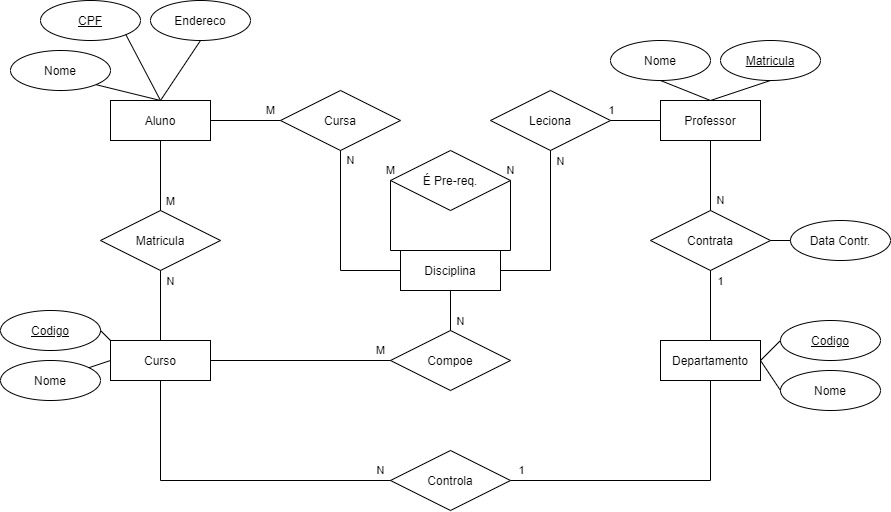 CPF
Endereco
Nome
Nome
Matricula
Aluno
M
Cursa
N
Leciona
1
N
Professor
M
É Pre-req.
N
M
Matricula
N
N
Contrata
1
Data Contr.
Disciplina
N
Codigo
Nome
Curso
M
Compoe
Departamento
Codigo
Nome
N
Controla
1